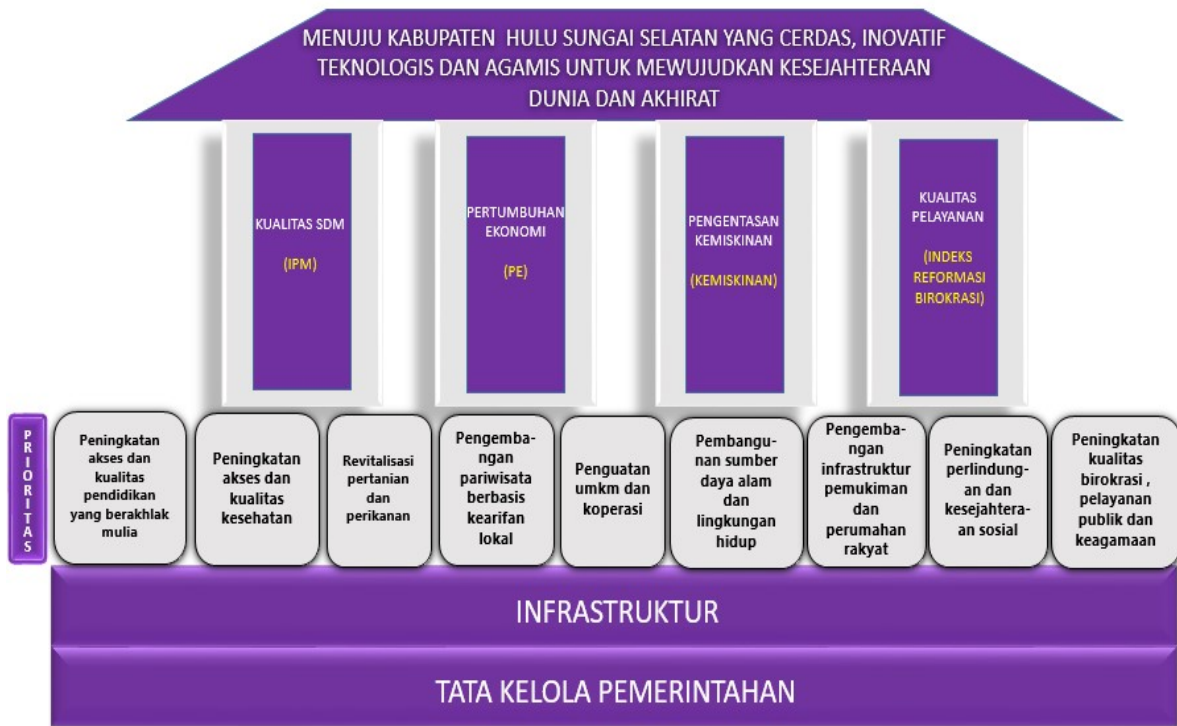 MENUJU KABUPATEN HULU SUNGAI SELATAN YANG CERDAS, INOVATIF
TEKNOLOGIS DAN AGAMIS UNTUK MEWUJUDKAN KESEJAHTERAAN
DUNIA DAN AKHIRAT
KUALITAS SDM
(IPM)
PERTUMBUHAN
EKONOMI
(PE)
PENGENTASAN
KEMISKINAN
(KEMISKINAN)
KUALITAS
PELAYANAN
(INDEKS
REFORMASI
BIROKRASI)
PRIORITAS
Peningkatan
akses dan
kualitas
pendidikan
yang berakhlak
mulia
Peningkatan
akses dan
kualitas
kesehatan
Revitalisasi
pertanian
dan
perikanan
Pengemba-
ngan
pariwisata
berbasis
kearifan
lokal
Penguatan
umkm dan
koperasi
Pembangu-
nan sumber
daya alam
dan
lingkungan
hidup
Pengemba-
ngan
infrastruktur
pemukiman
dan
perumahan
rakyat
Peningkatan
perlindung-
an dan
kesejahtera-
an sosial
Peningkatan
kualitas
birokrasi ,
pelayanan
publik dan
keagamaan
INFRASTRUKTUR
TATA KELOLA PEMERINTAHAN